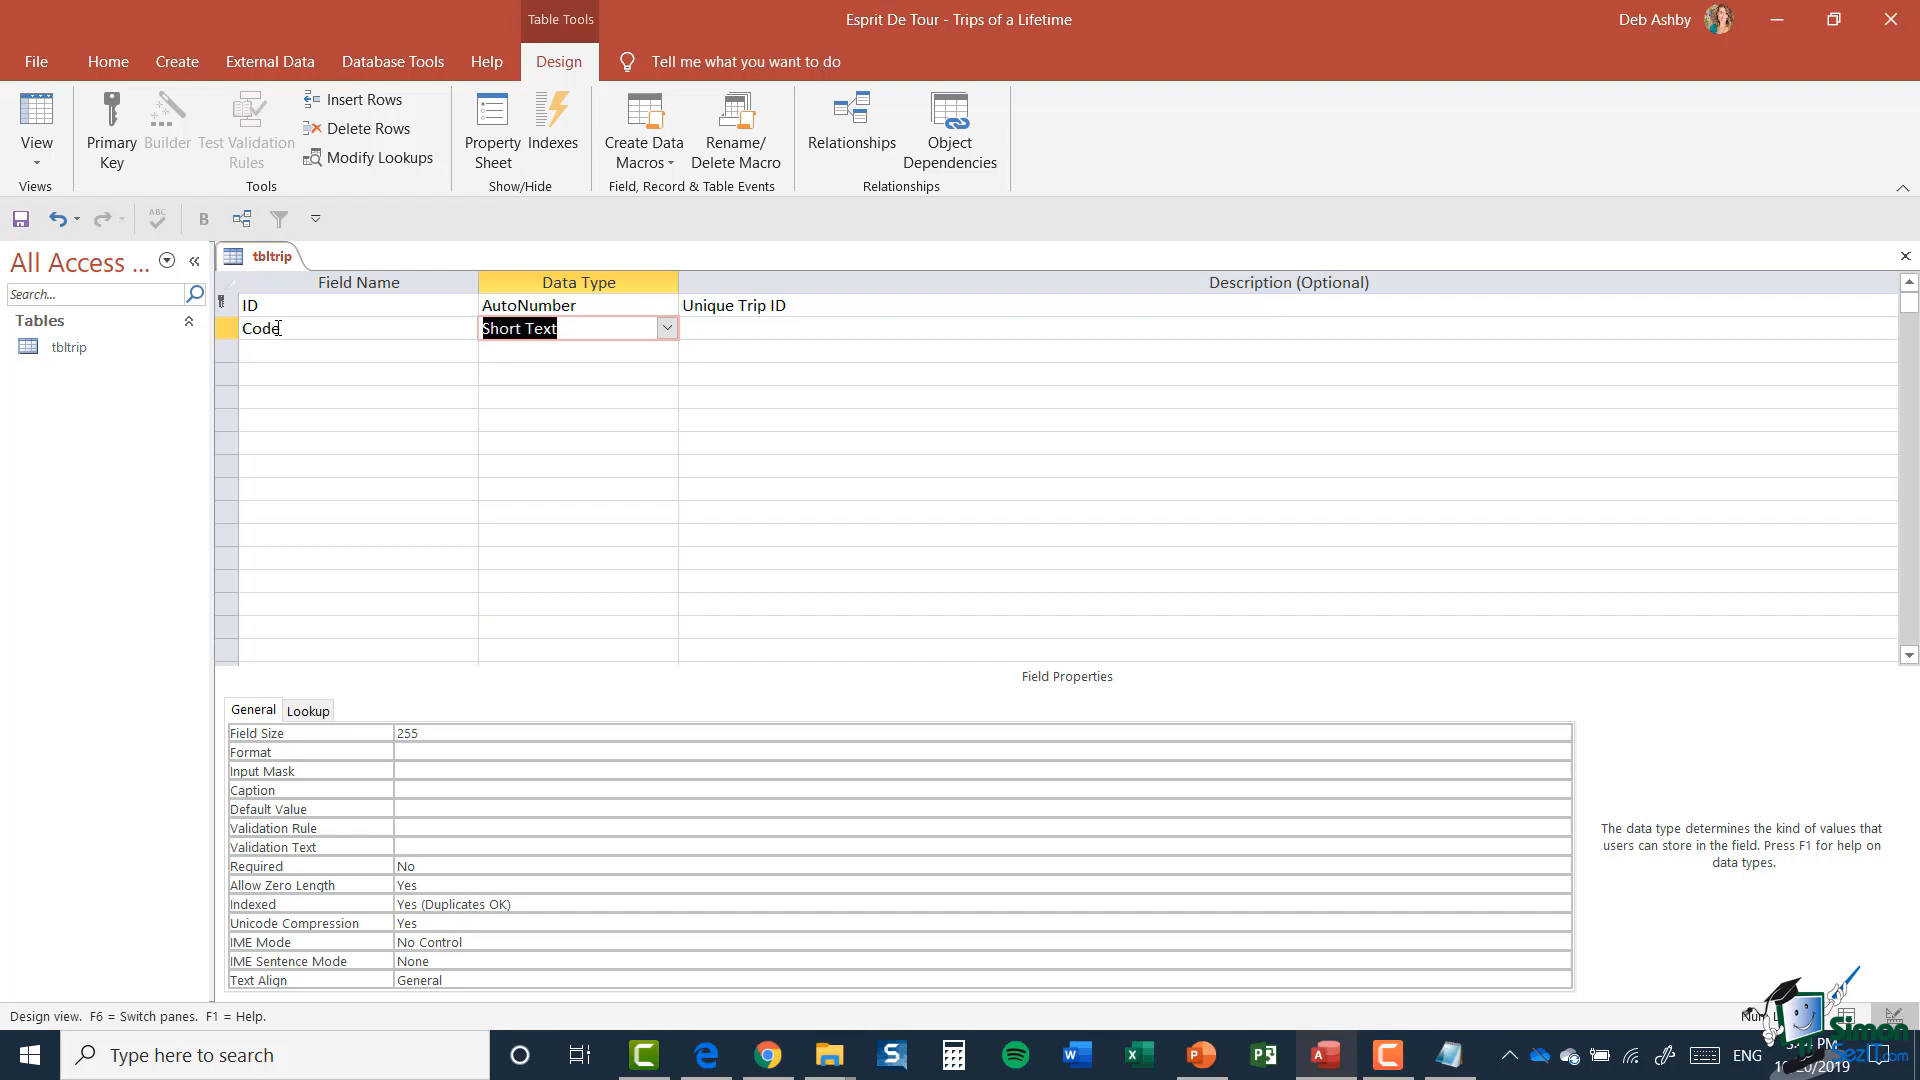 Table Tools
Esprit De Tour - Trips of a Lifetime
Deb Ashby
File
Home
Create
External Data
Database Tools
Help
Design
Tell me what you want to do
View
Primary Key
Builder
Test Validation Rules
Insert Rows
Delete Rows
Modify Lookups
Property Sheet
Indexes
Create Data Macros
Rename/ Delete Macro
Relationships
Object Dependencies
Views
Tools
Show/Hide
Field, Record & Table Events
Relationships
ABC
B
All Access ...
tbltrip
Search...
Tables
tbltrip
Field Name
Data Type
Description (Optional)
ID
AutoNumber
Unique Trip ID
Code
Short Text
Field Properties
General
Lookup
Field Size 255
Format
Input Mask
Caption
Default Value
Validation Rule
Validation Text
Required No
Allow Zero Length Yes
Indexed Yes (Duplicates OK)
Unicode Compression Yes
IME Mode No Control
IME Sentence Mode None
Text Align General
The data type determines the kind of values that
users can store in the field. Press F1 for help on
data types.
Design view. F6 = Switch panes. F1 = Help.
Simon
SezIT.com
Type here to search
ENG